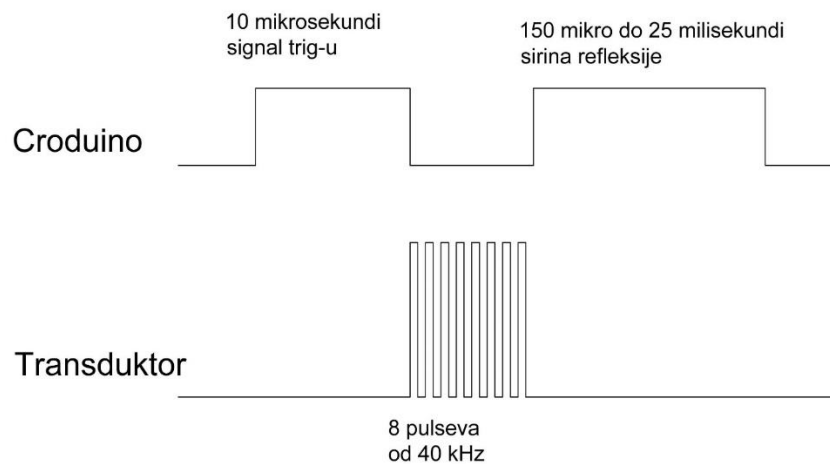 10 mikrosekundi
signal trig-u
150 mikro do 25 milisekundi
sirina refleksije
Croduino
Transduktor
8 pulseva
od 40 kHz